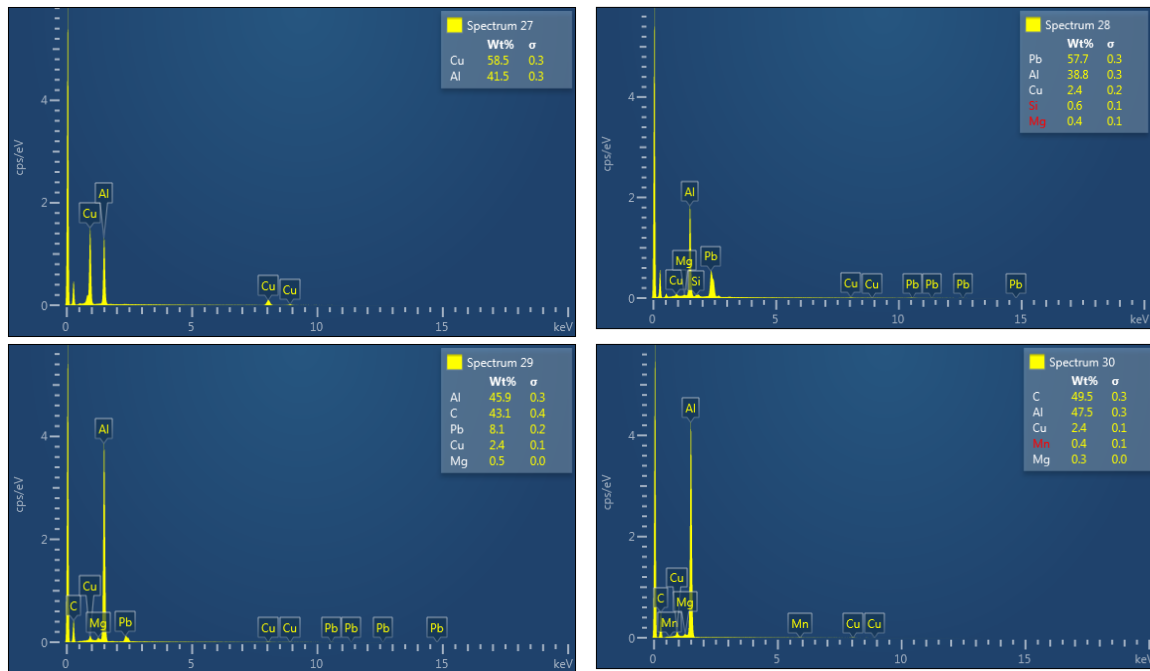 Spectrum 27
Wt% σ
Cu 58.5 0.3
Al 41.5 0.3
cps/eV
4
2
0
Cu
Al
Cu
Cu
0 5 10 15 keV
Spectrum 28
Wt% σ
Pb 57.7 0.3
Al 38.8 0.3
Cu 2.4 0.2
Si 0.6 0.1
Mg 0.4 0.1
cps/eV
4
2
0
Al
Mg
Pb
Cu
Si
Cu Cu Pb Pb Pb Pb
0 5 10 15 keV
Spectrum 29
Wt% σ
Al 45.9 0.3
C 43.1 0.4
Pb 8.1 0.2
Cu 2.4 0.1
Mg 0.5 0.0
cps/eV
4
2
0
Al
Cu
C
Mg
Pb
Cu Cu Pb Pb Pb Pb
0 5 10 15 keV
Spectrum 30
Wt% σ
C 49.5 0.3
Al 47.5 0.3
Cu 2.4 0.1
Mn 0.4 0.1
Mg 0.3 0.0
cps/eV
4
2
0
Al
Cu
C
Mg
Mn
Mn Cu Cu
0 5 10 15 keV